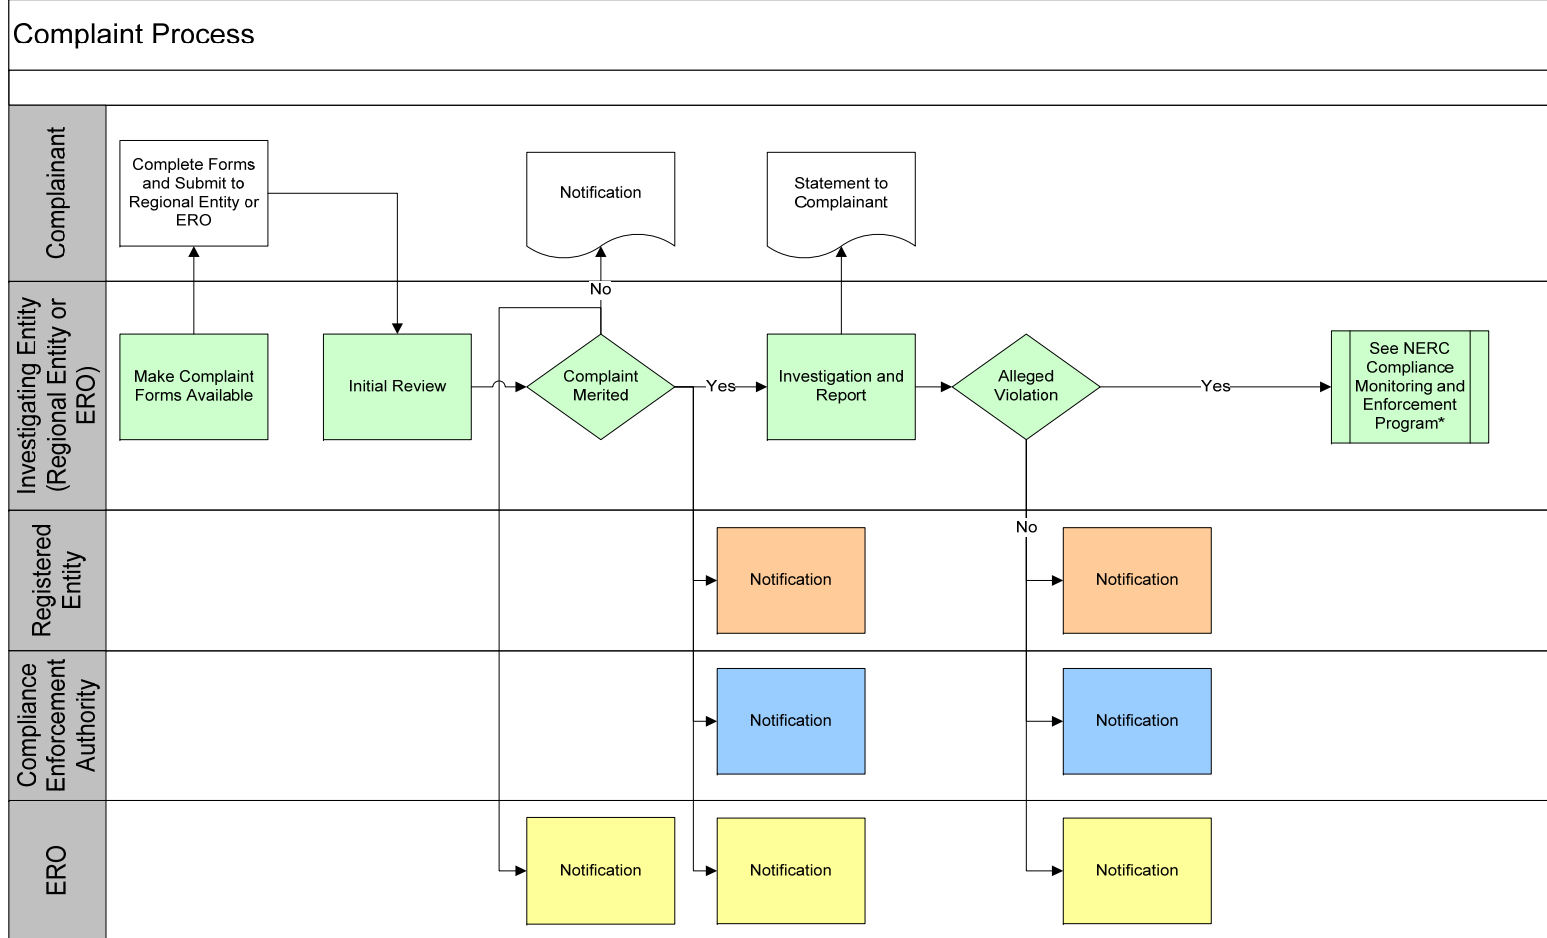 Complaint Process
Complainant
Complete Forms
and Submit to
Regional Entity or
ERO
Notification
Statement to
Complainant
Investigating Entity
(Regional Entity or
ERO)
Make Complaint
Forms Available
Initial Review
No
Complaint
Merited
Yes
Investigation and
Report
Alleged
Violation
Yes
See NERC
Compliance
Monitoring and
Enforcement
Program*
Registered
Entity
Notification
No
Notification
Compliance
Enforcement
Authority
Notification
Notification
ERO
Notification
Notification
Notification